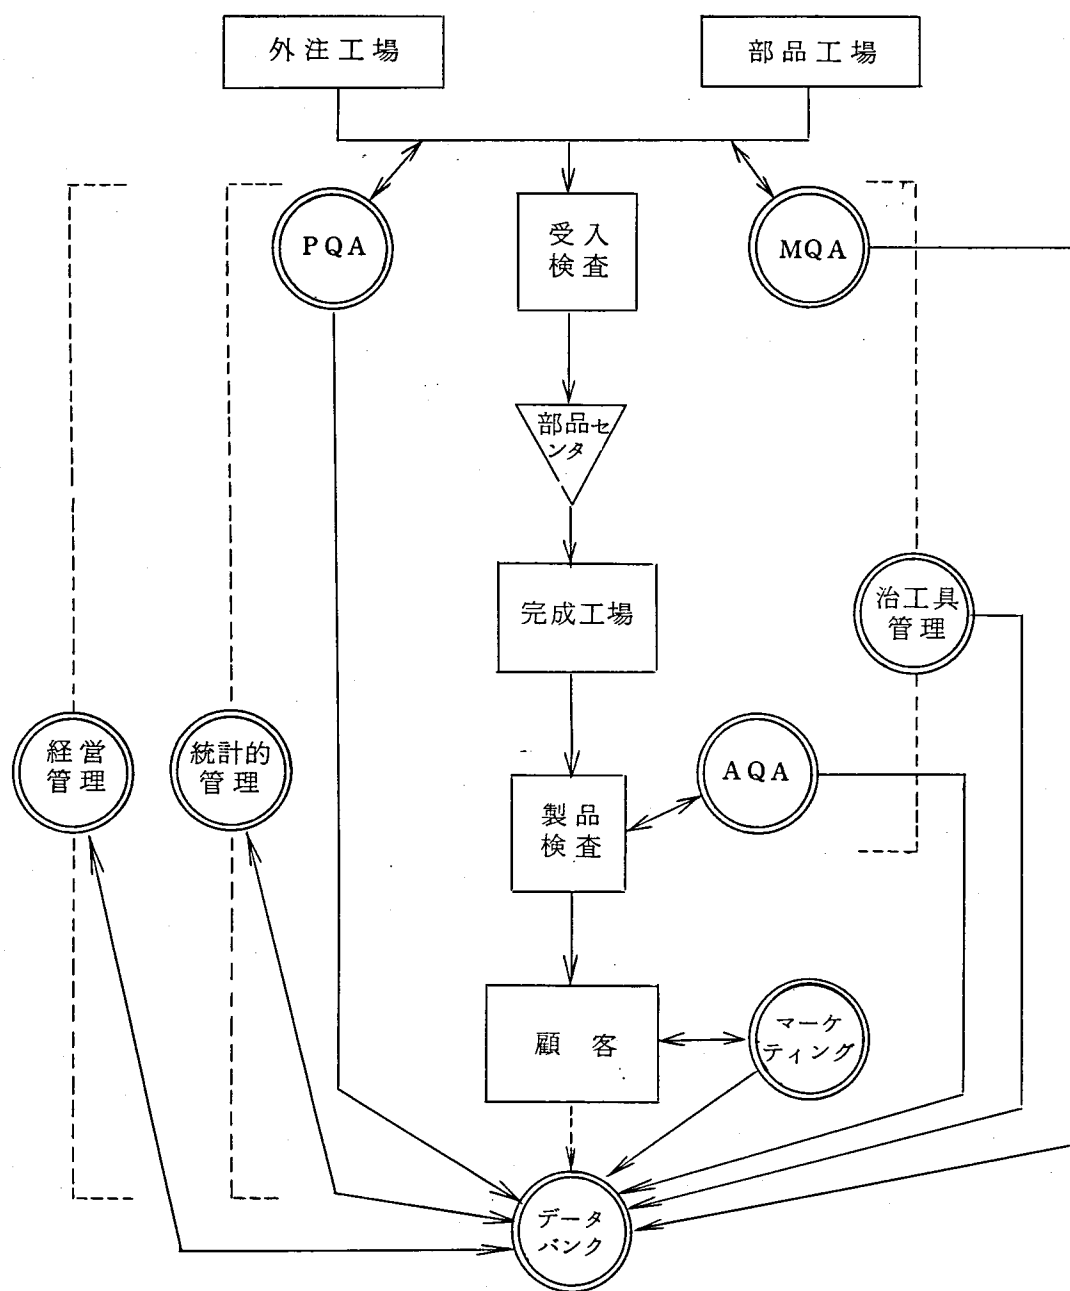 外注工場
部品工場
PQA
受入
検査
MQA
部品セ
ンタ
完成工場
治工具
管理
経営
管理
統計的
管理
AQA
製品
検査
顧客
マーケ
ティング
データ
バンク